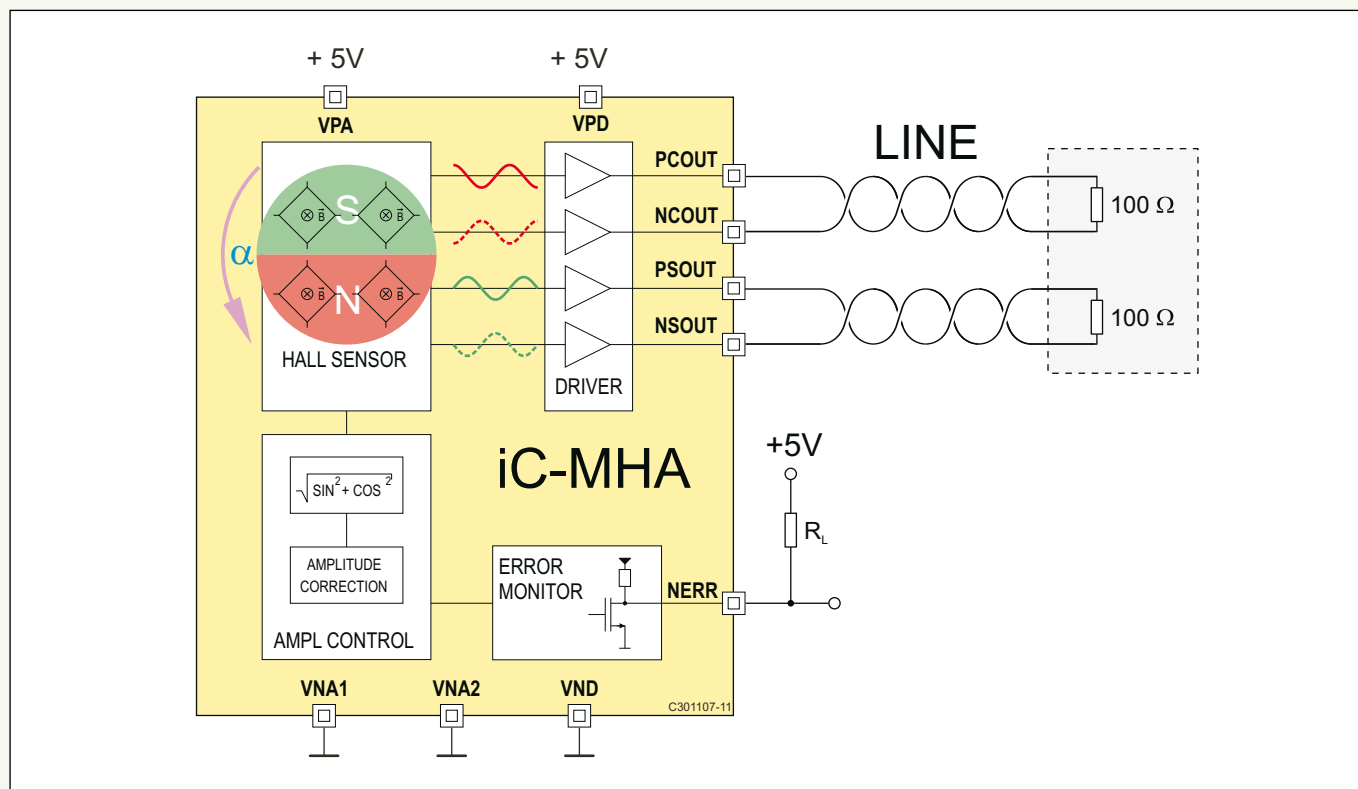 + 5V
+ 5V
VPA
VPD
LINE
PCOUT
S
B
B
100 Ω
NCOUT
α
PSOUT
N
B
B
100 Ω
NSOUT
HALL SENSOR
DRIVER
iC-MHA
+5V
√SIN² + COS²
R_L
AMPLITUDE
CORRECTION
ERROR
MONITOR
NERR
AMPL CONTROL
VNA1
VNA2
VND
C301107-11